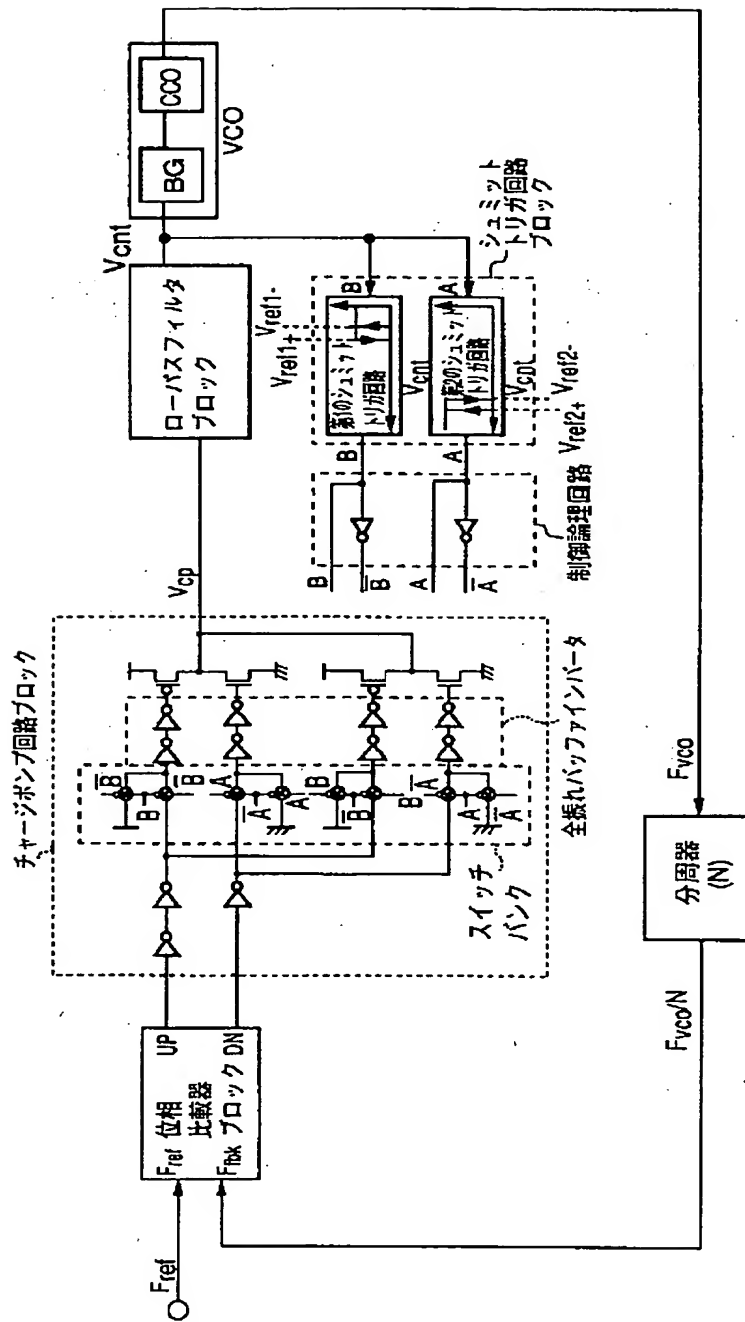 チャージポンプ回路ブロック
Fref
Fref 位相
比較器
Ffbk ブロック
UP
DN
B̅
B
B̅
B
A
A̅
A
B
B̅
B
A̅
A
A̅
スイッチ
バンク
全振れバッファインバータ
Vcp
ローパスフィルタ
ブロック
Vcnt
BG
CCO
VCO
B
B̅
A
A̅
制御論理回路
B
A
第1のシュミット
トリガ回路
Vcnt
Vref1+
Vref1-
B
第2のシュミット
トリガ回路
Vcnt
Vref2+
Vref2-
A
シュミット
トリガ回路
ブロック
Fvco
分周器
(N)
Fvco/N